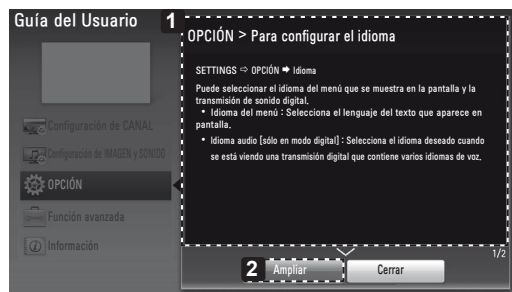 Guía del Usuario
1
OPCIÓN > Para configurar el idioma
SETTINGS ⇨ OPCIÓN ➡ Idioma
Puede seleccionar el idioma del menú que se muestra en la pantalla y la
transmisión de sonido digital.
• Idioma del menú : Selecciona el lenguaje del texto que aparece en
pantalla.
• Idioma audio [sólo en modo digital] : Selecciona el idioma deseado cuando
se está viendo una transmisión digital que contiene varios idiomas de voz.
Configuración de CANAL
Configuración de IMAGEN y SONIDO
OPCIÓN
Función avanzada
Información
1/2
2
Ampliar
Cerrar